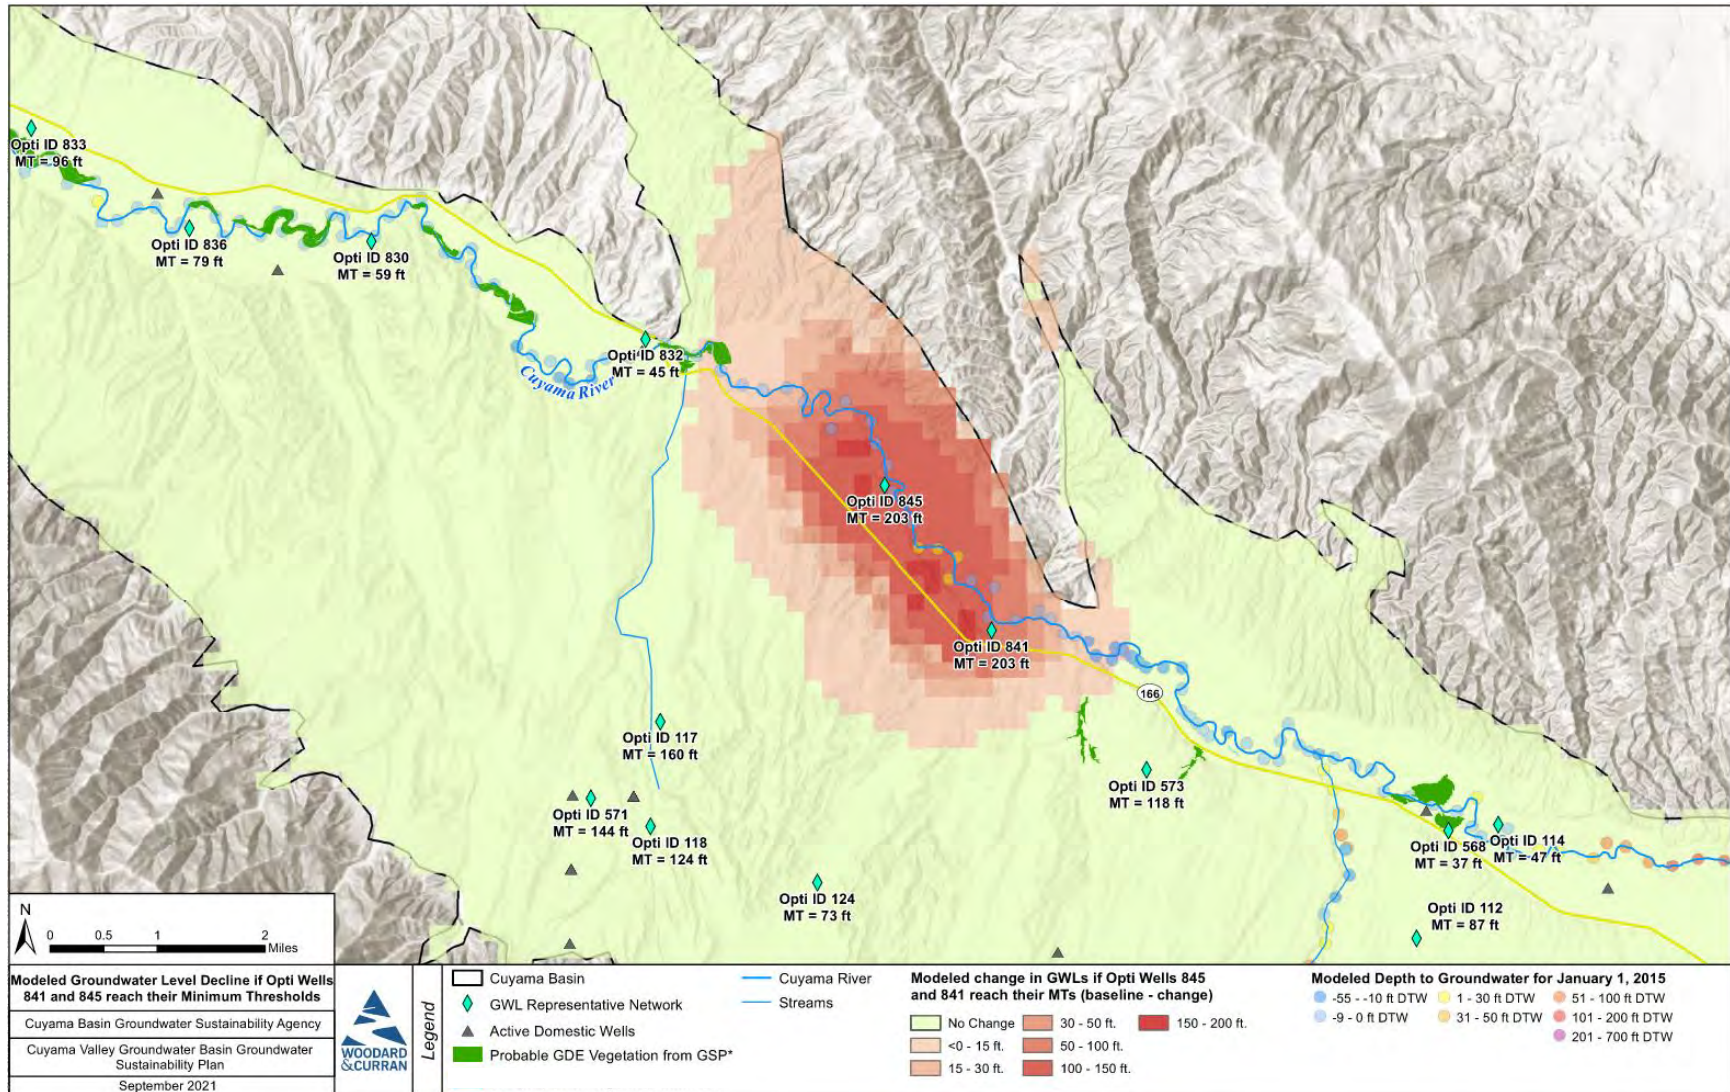 Opti ID 833
MT = 96 ft
Opti ID 836
MT = 79 ft
Opti ID 830
MT = 59 ft
Opti ID 832
MT = 45 ft
Cuyama River
Opti ID 845
MT = 203 ft
Opti ID 841
MT = 203 ft
166
Opti ID 117
MT = 160 ft
Opti ID 571
MT = 144 ft
Opti ID 118
MT = 124 ft
Opti ID 124
MT = 73 ft
Opti ID 573
MT = 118 ft
Opti ID 568
MT = 37 ft
Opti ID 114
MT = 47 ft
Opti ID 112
MT = 87 ft
N
0 0.5 1 2
Miles
Modeled Groundwater Level Decline if Opti Wells
841 and 845 reach their Minimum Thresholds
Cuyama Basin Groundwater Sustainability Agency
Cuyama Valley Groundwater Basin Groundwater
Sustainability Plan
September 2021
WOODARD
&CURRAN
Legend
Cuyama Basin
GWL Representative Network
Active Domestic Wells
Probable GDE Vegetation from GSP*
Cuyama River
Streams
Modeled change in GWLs if Opti Wells 845
and 841 reach their MTs (baseline - change)
No Change
<0 - 15 ft.
15 - 30 ft.
30 - 50 ft.
50 - 100 ft.
100 - 150 ft.
150 - 200 ft.
Modeled Depth to Groundwater for January 1, 2015
-55 - -10 ft DTW
-9 - 0 ft DTW
1 - 30 ft DTW
31 - 50 ft DTW
51 - 100 ft DTW
101 - 200 ft DTW
201 - 700 ft DTW